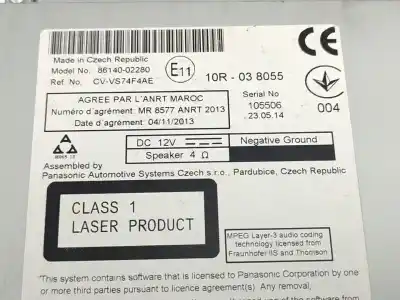 Made in Czech Republic
Model No. 86140-02280
Ref. No. CV-VS74F4AE
E11
10R - 03 8055
CE
AGREE PAR L'ANRT MAROC
Numéro d'agrément: MR 8577 ANRT 2013
Date d'agrément: 04/11/2013
Serial No
105506
23.05.14
004
DC 12V
Negative Ground
Speaker 4 Ω
Assembled by
Panasonic Automotive Systems Czech s.r.o., Pardubice, Czech Republic
CLASS 1
LASER PRODUCT
MPEG Layer-3 audio coding
technology licensed from
Fraunhofer IIS and Thomson
"This system contains software that is licensed to Panasonic Corporation by one
or more third parties pursuant to license agreement(s). Any removal,